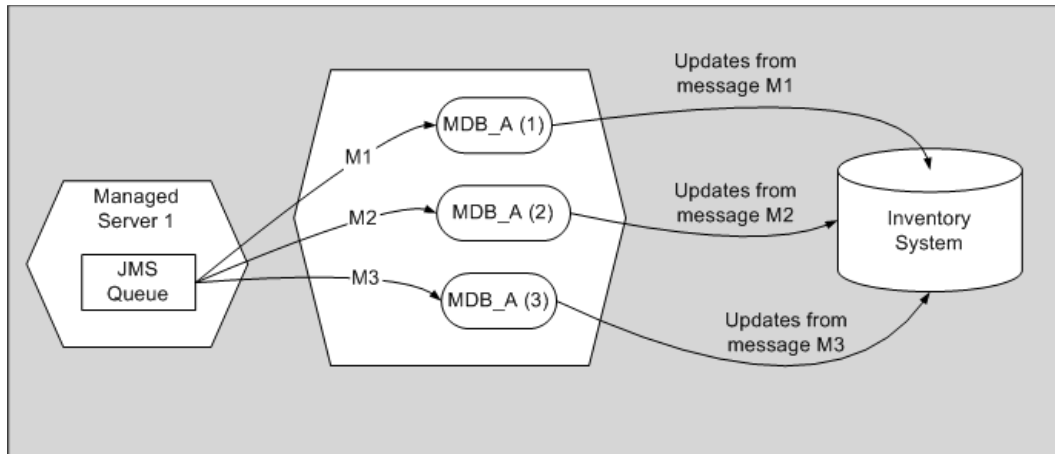 Managed
Server 1
JMS
Queue
M1
M2
M3
MDB_A (1)
MDB_A (2)
MDB_A (3)
Updates from
message M1
Updates from
message M2
Updates from
message M3
Inventory
System